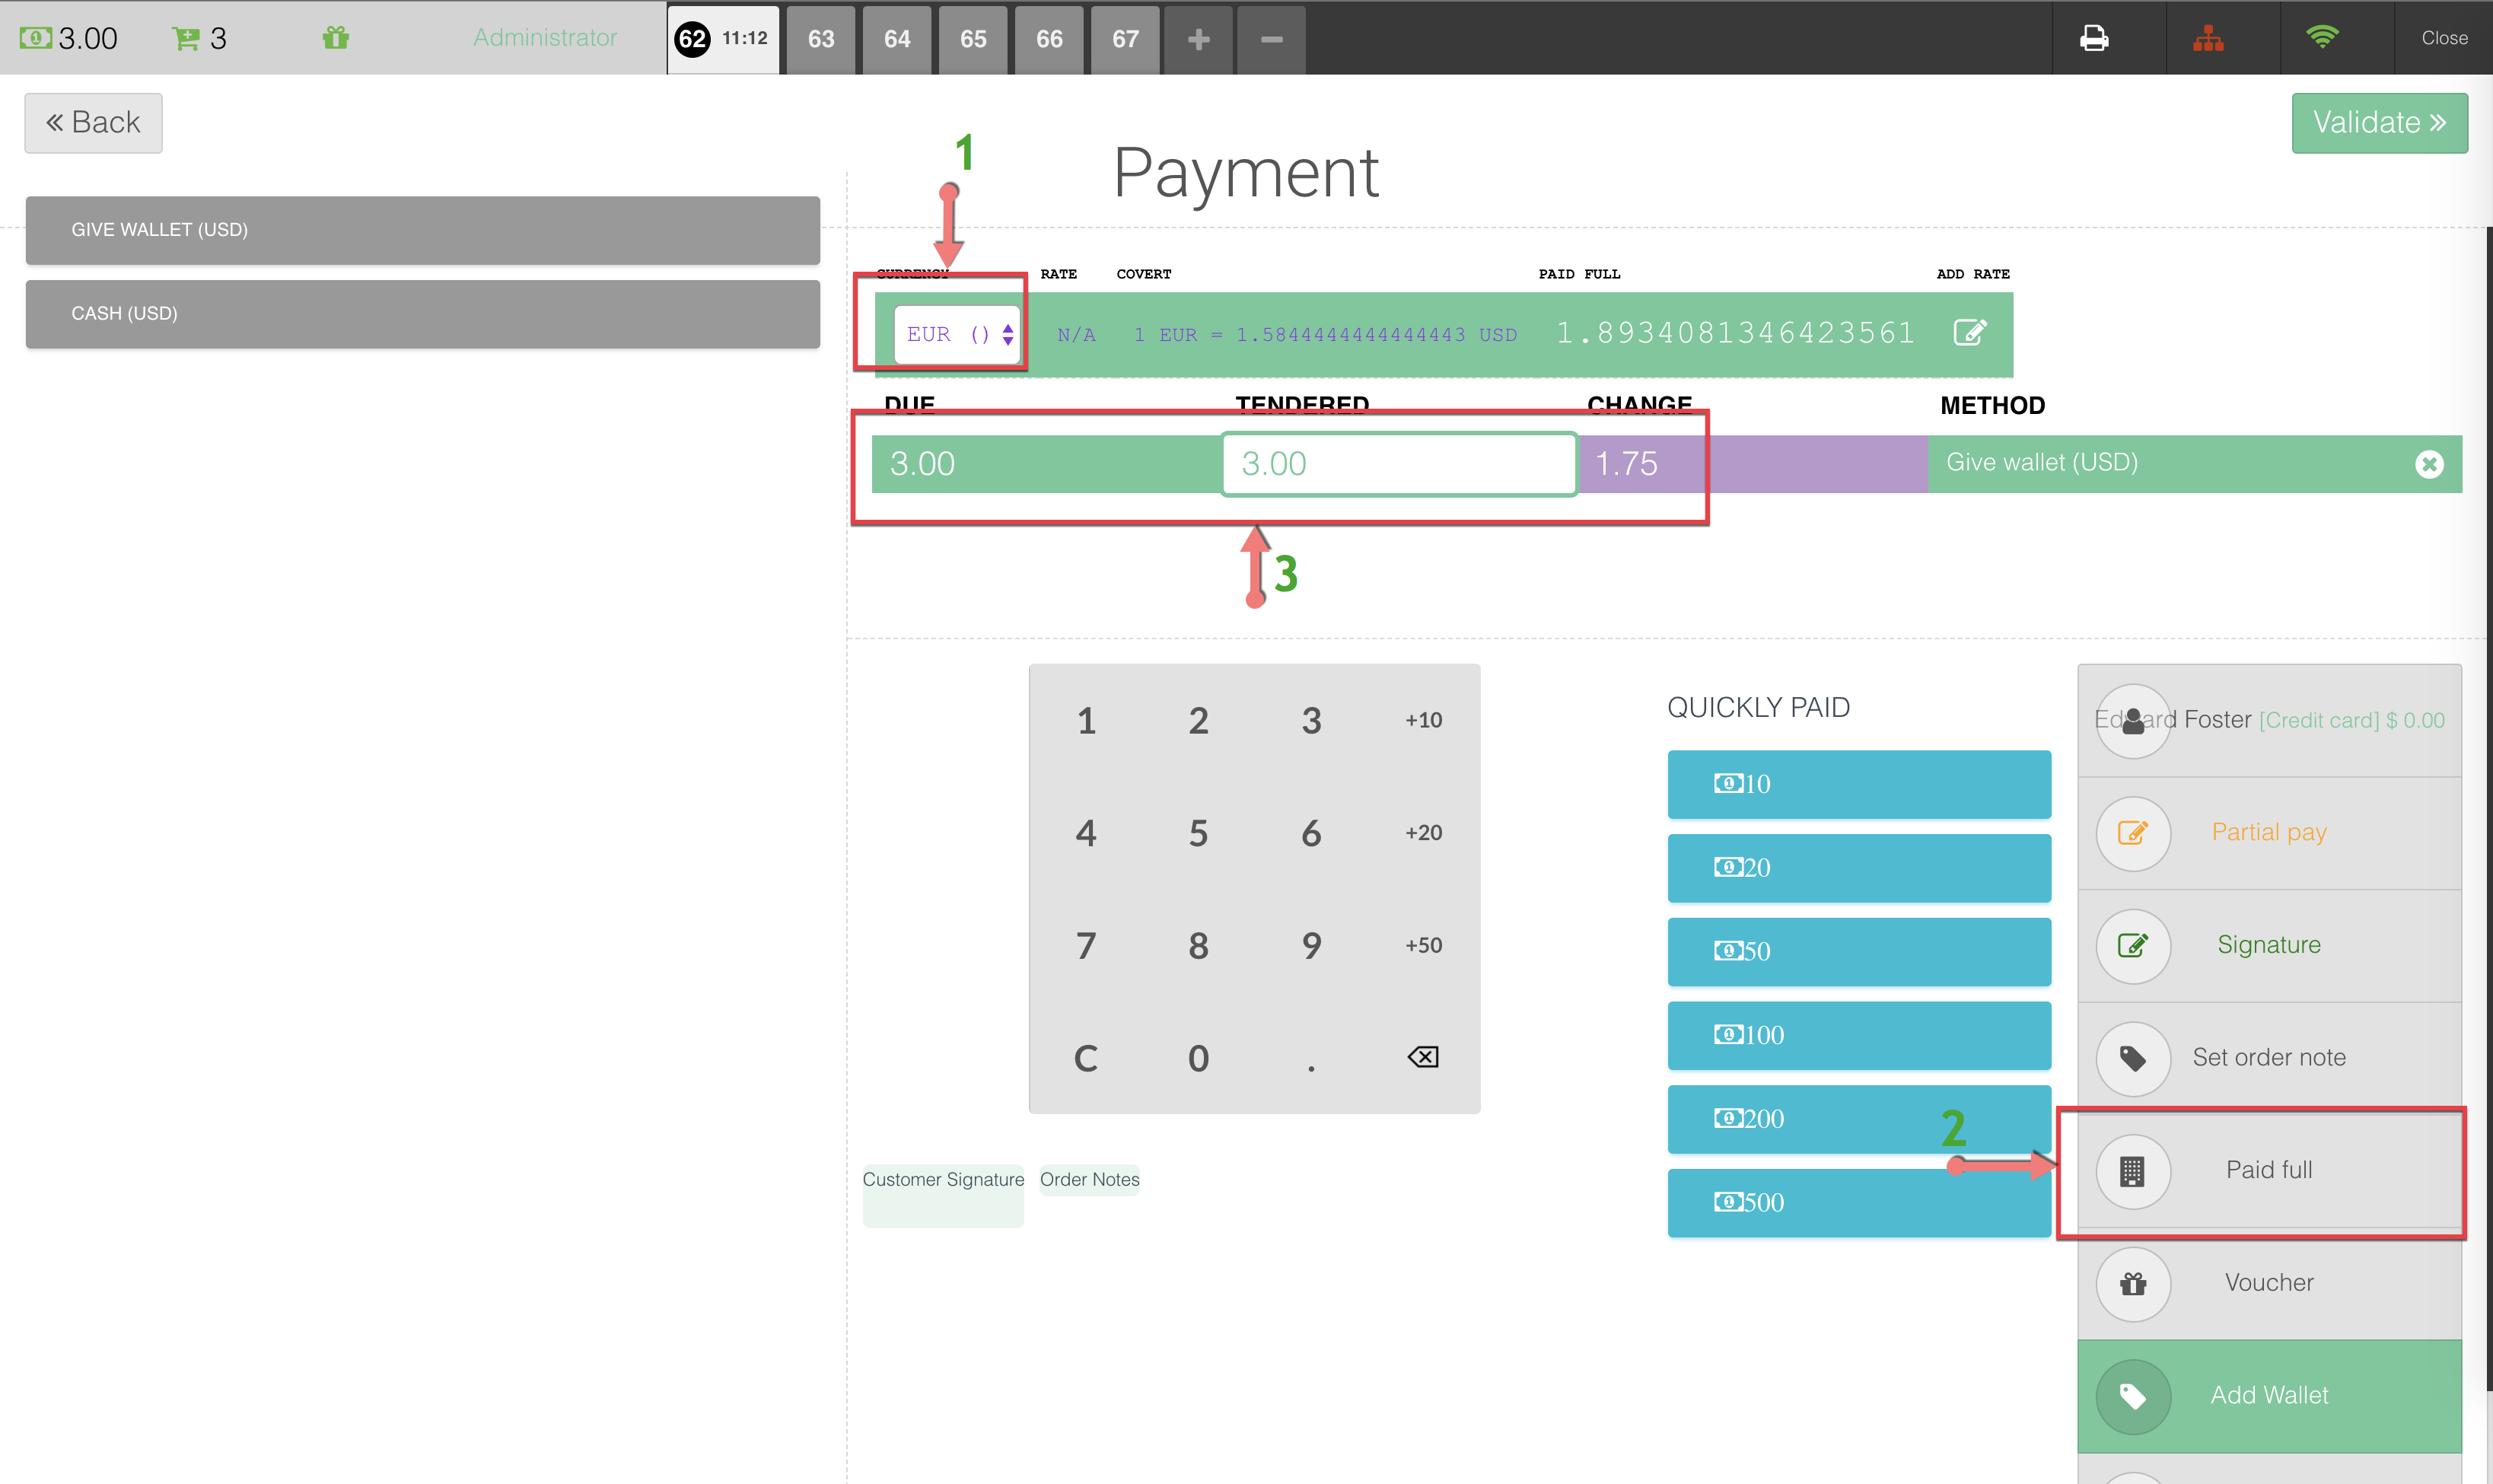 3.00 3 Administrator 62 11:12 63 64 65 66 67 + − Close
« Back
Validate »
1
Payment
GIVE WALLET (USD)
CASH (USD)
CURRENCY RATE COVERT PAID FULL ADD RATE
EUR () N/A 1 EUR = 1.5844444444444443 USD 1.8934081346423561
DUE TENDERED CHANGE METHOD
3.00 3.00 1.75 Give wallet (USD)
3
1 2 3 +10
4 5 6 +20
7 8 9 +50
C 0 .
Customer Signature Order Notes
QUICKLY PAID
10
20
50
100
200
500
2
Edward Foster [Credit card] $ 0.00
Partial pay
Signature
Set order note
Paid full
Voucher
Add Wallet